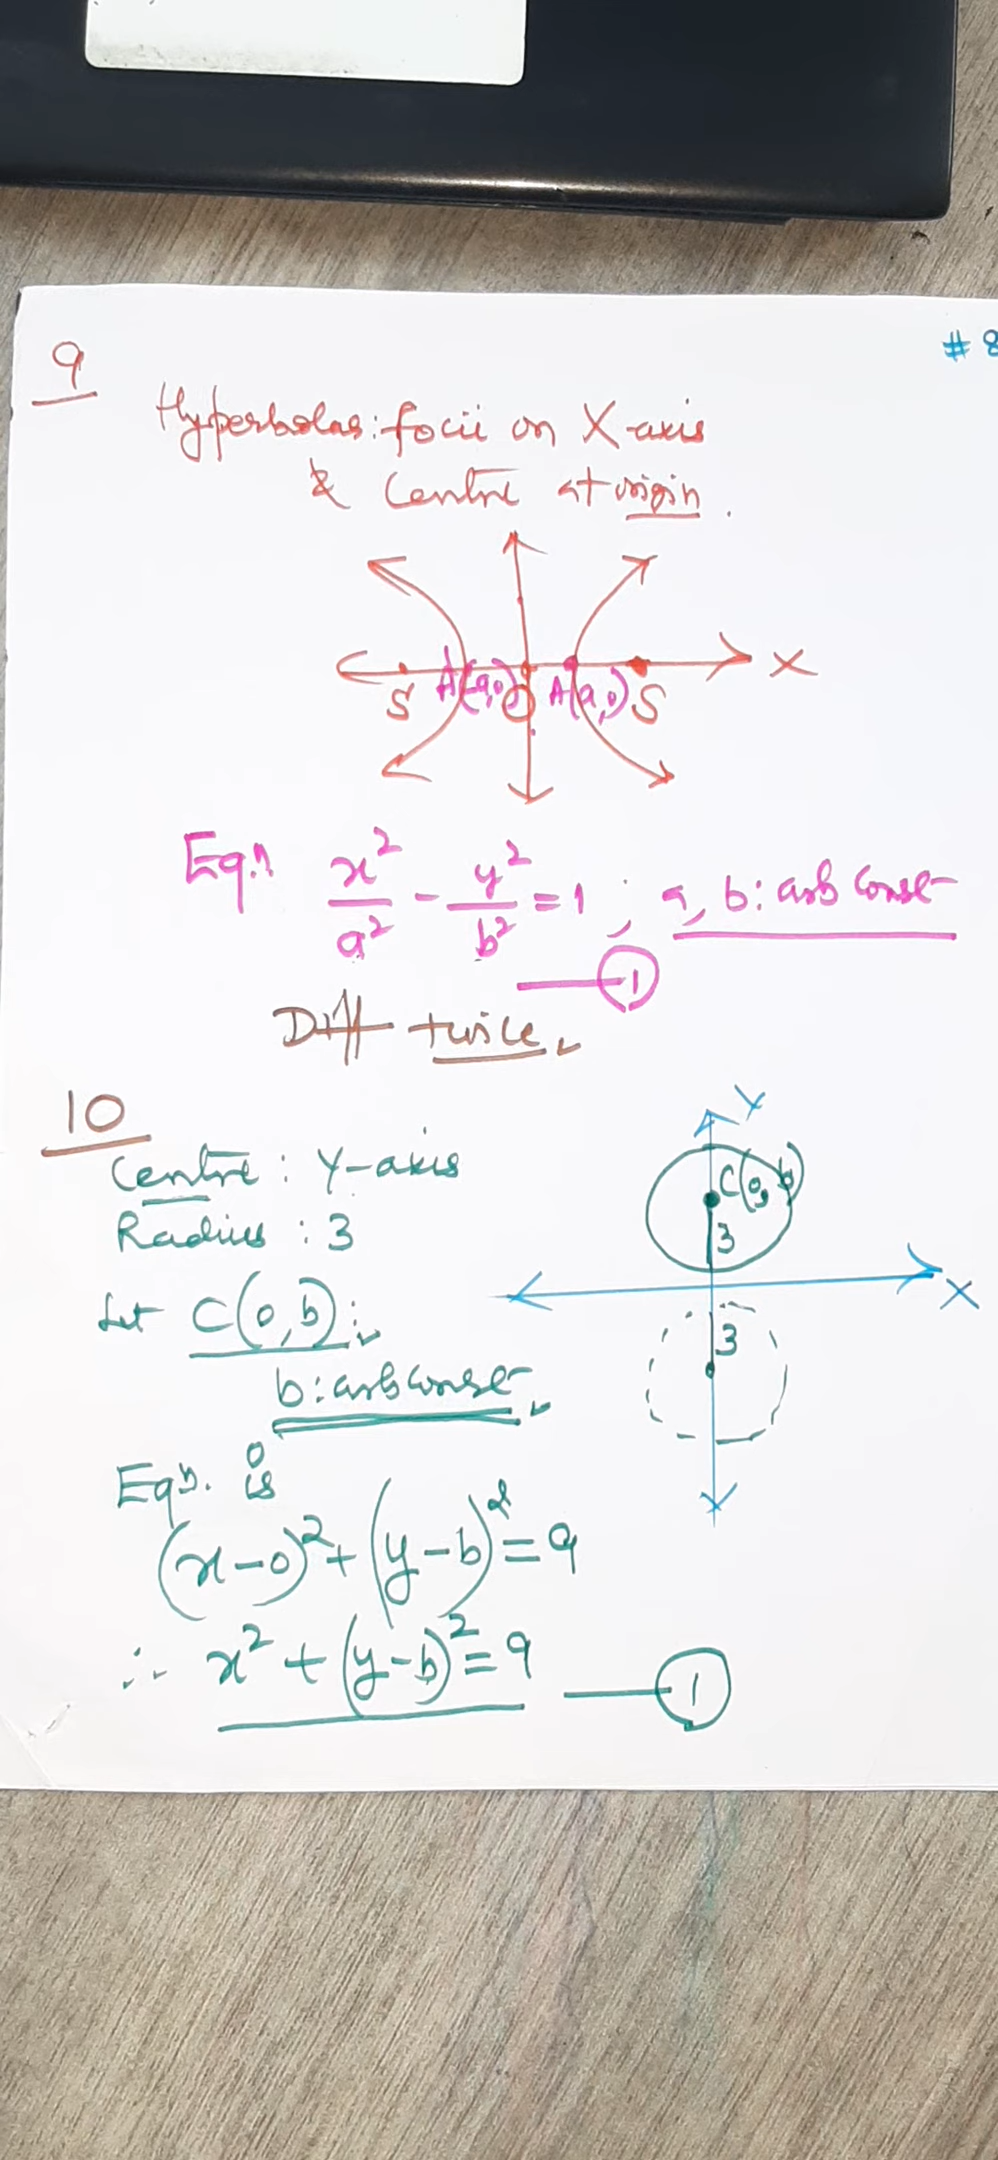 9
# 8
Hyperbolas: focii on X-axis
& Centre at origin.
X
S A(-a,0) O A(a,0) S
Eqn x²/a² - y²/b² = 1 ; a, b: arb const
1
Diff twice,
10
Y
Centre: Y-axis
C(0, b)
Radius : 3
3
X
Let C(0, b):
3
b: arb const,
Eqn. is
(x-0)² + (y-b)² = 9
∴ x² + (y-b)² = 9
1